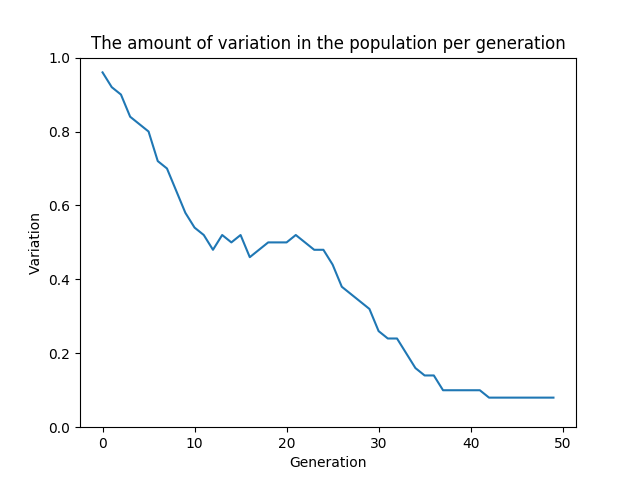 The amount of variation in the population per generation
1.0
0.8
0.6
0.4
0.2
0.0
Variation
0 10 20 30 40 50
Generation